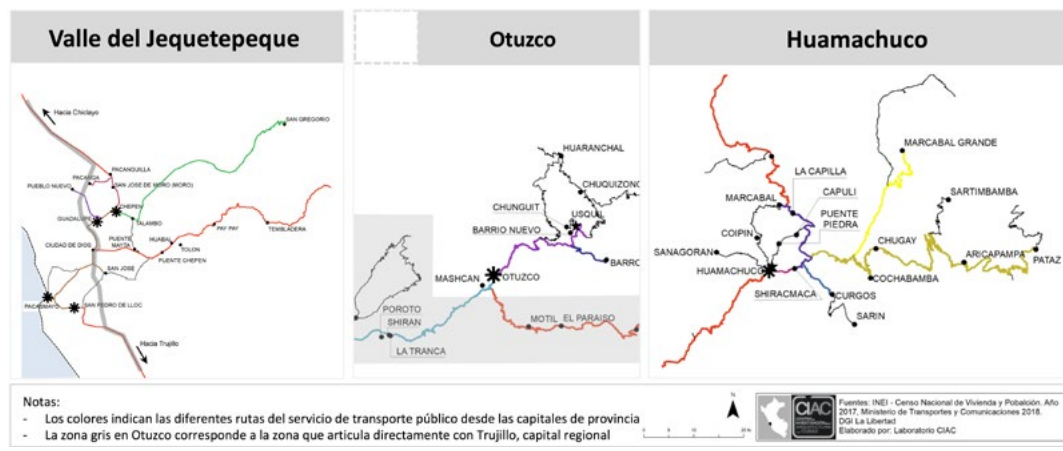 Valle del Jequetepeque
Otuzco
Huamachuco
Hacia Chiclayo
SAN GREGORIO
PACANGUILLA
PACANGA
PUEBLO NUEVO
SAN JOSE DE MORO (MORO)
CHEPEN
GUADALUPE
TALAMBO
CIUDAD DE DIOS
PUENTE
MAYTA
HUABAL
PAY PAY
TEMBLADERA
TOLON
PUENTE CHEPEN
SAN JOSE
PACASMAYO
SAN PEDRO DE LLOC
Hacia Trujillo
HUARANCHAL
CHUQUIZONG
CHUNGUIT
USQUIL
BARRIO NUEVO
BARRO
MASHCAN
OTUZCO
POROTO
SHIRAN
LA TRANCA
MOTIL
EL PARAISO
MARCABAL GRANDE
LA CAPILLA
MARCABAL
CAPULI
SARTIMBAMBA
PUENTE
PIEDRA
COIPIN
SANAGORAN
CHUGAY
HUAMACHUCO
ARICAPAMPA
PATAZ
COCHABAMBA
SHIRACMACA
CURGOS
SARIN
Notas:
- Los colores indican las diferentes rutas del servicio de transporte público desde las capitales de provincia
- La zona gris en Otuzco corresponde a la zona que articula directamente con Trujillo, capital regional
CIAC
Fuentes: INEI - Censo Nacional de Vivienda y Pobalción. Año
2017, Ministerio de Transportes y Comunicaciones 2018.
DGI La Libertad
Elaborado por: Laboratorio CIAC